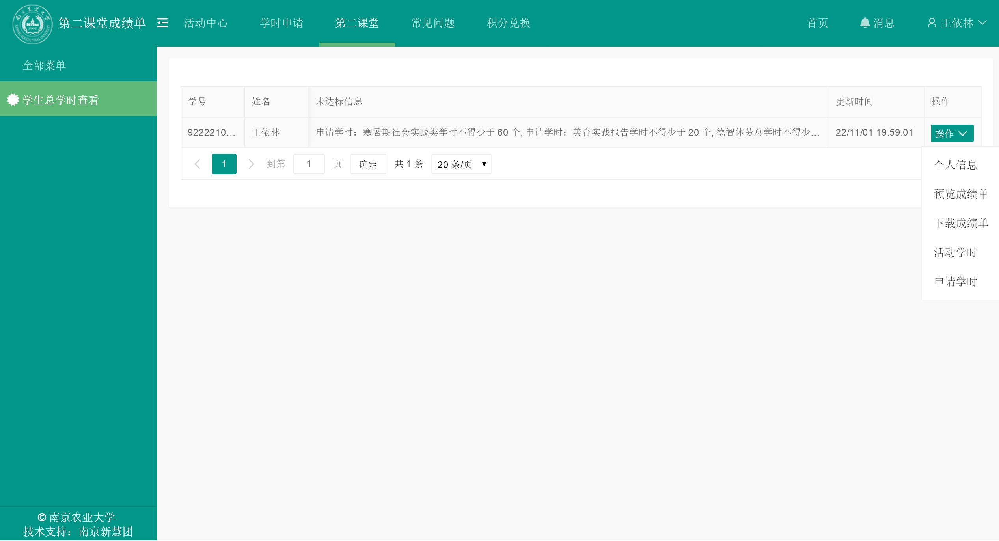 第二课堂成绩单 活动中心 学时申请 第二课堂 常见问题 积分兑换 首页 消息 王依林
全部菜单
学生总学时查看
学号 姓名 未达标信息 更新时间 操作
9222210... 王依林 申请学时：寒暑期社会实践类学时不得少于 60 个; 申请学时：美育实践报告学时不得少于 20 个; 德智体劳总学时不得少... 22/11/01 19:59:01 操作
1 到第 1 页 确定 共 1 条 20 条/页
个人信息
预览成绩单
下载成绩单
活动学时
申请学时
© 南京农业大学
技术支持：南京新慧团